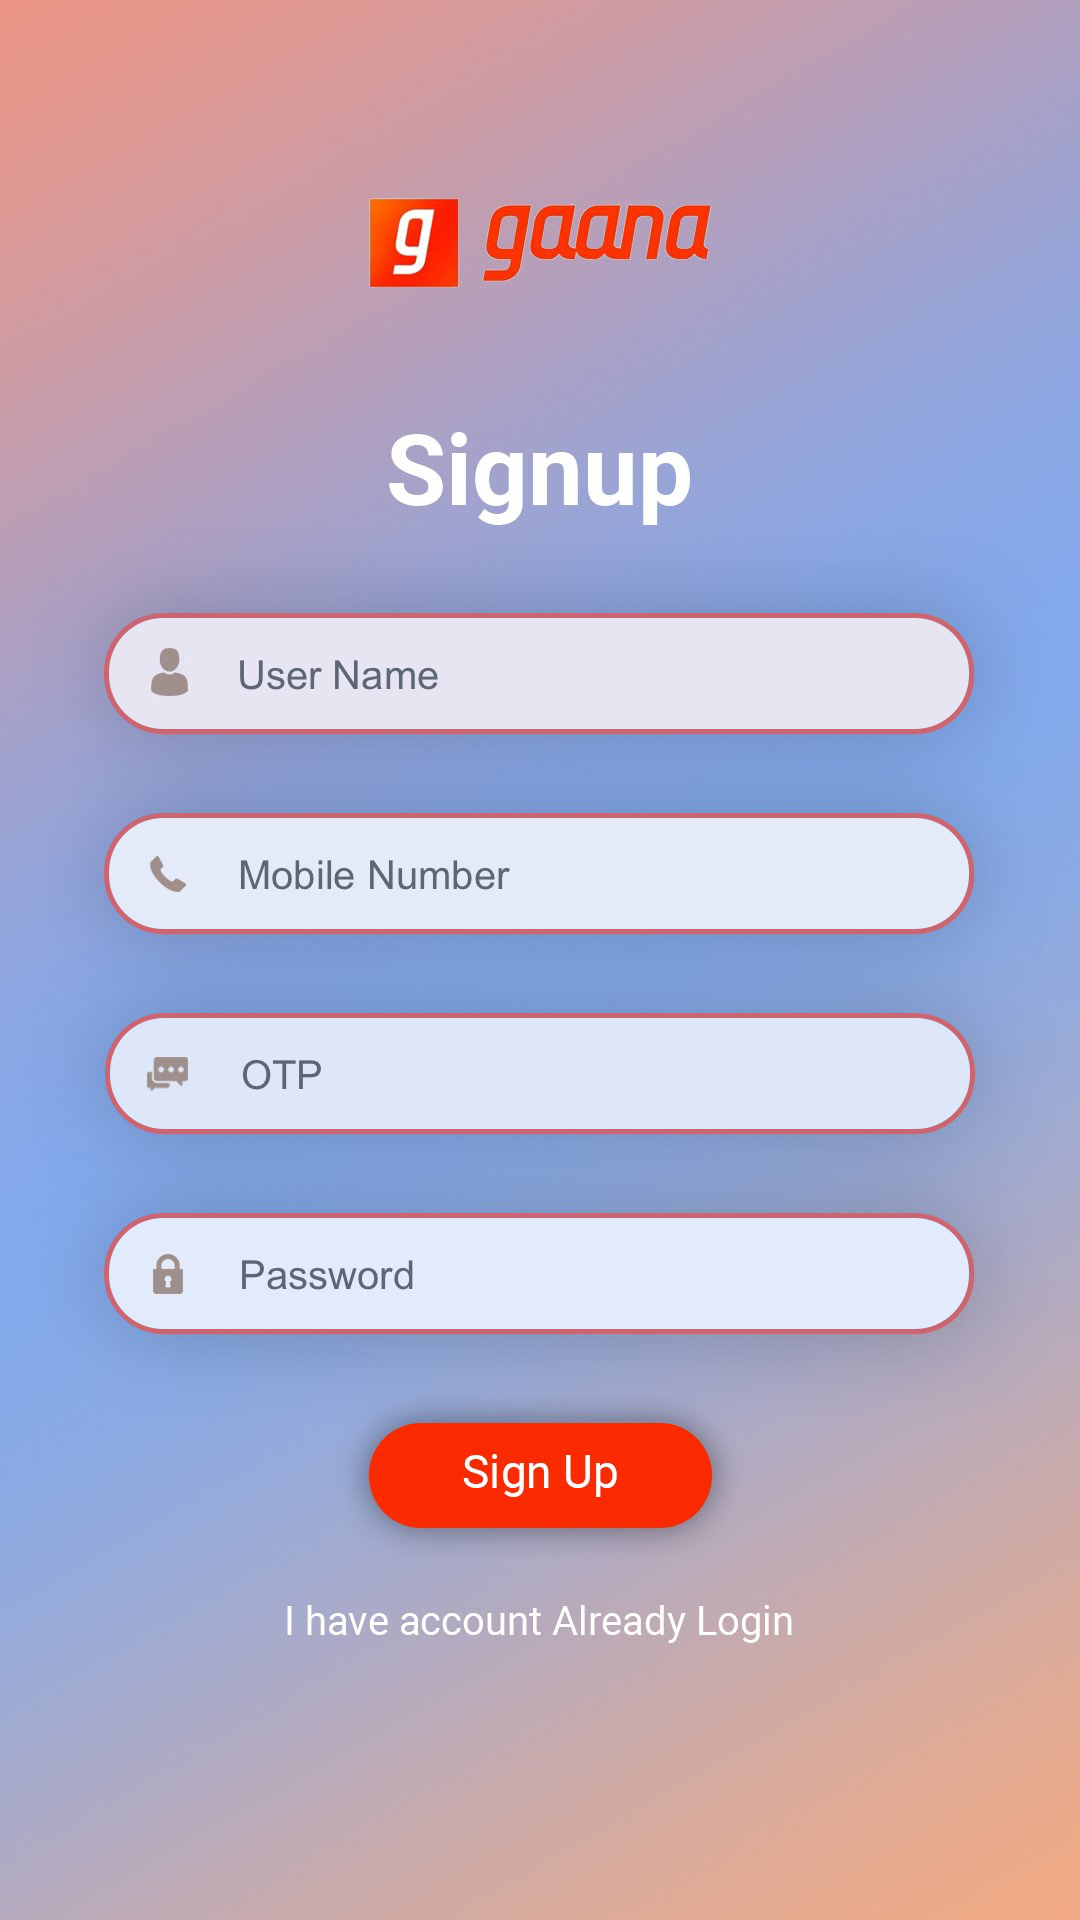 g gaana
Signup
User Name
Mobile Number
OTP
Password
Sign Up
I have account Already Login